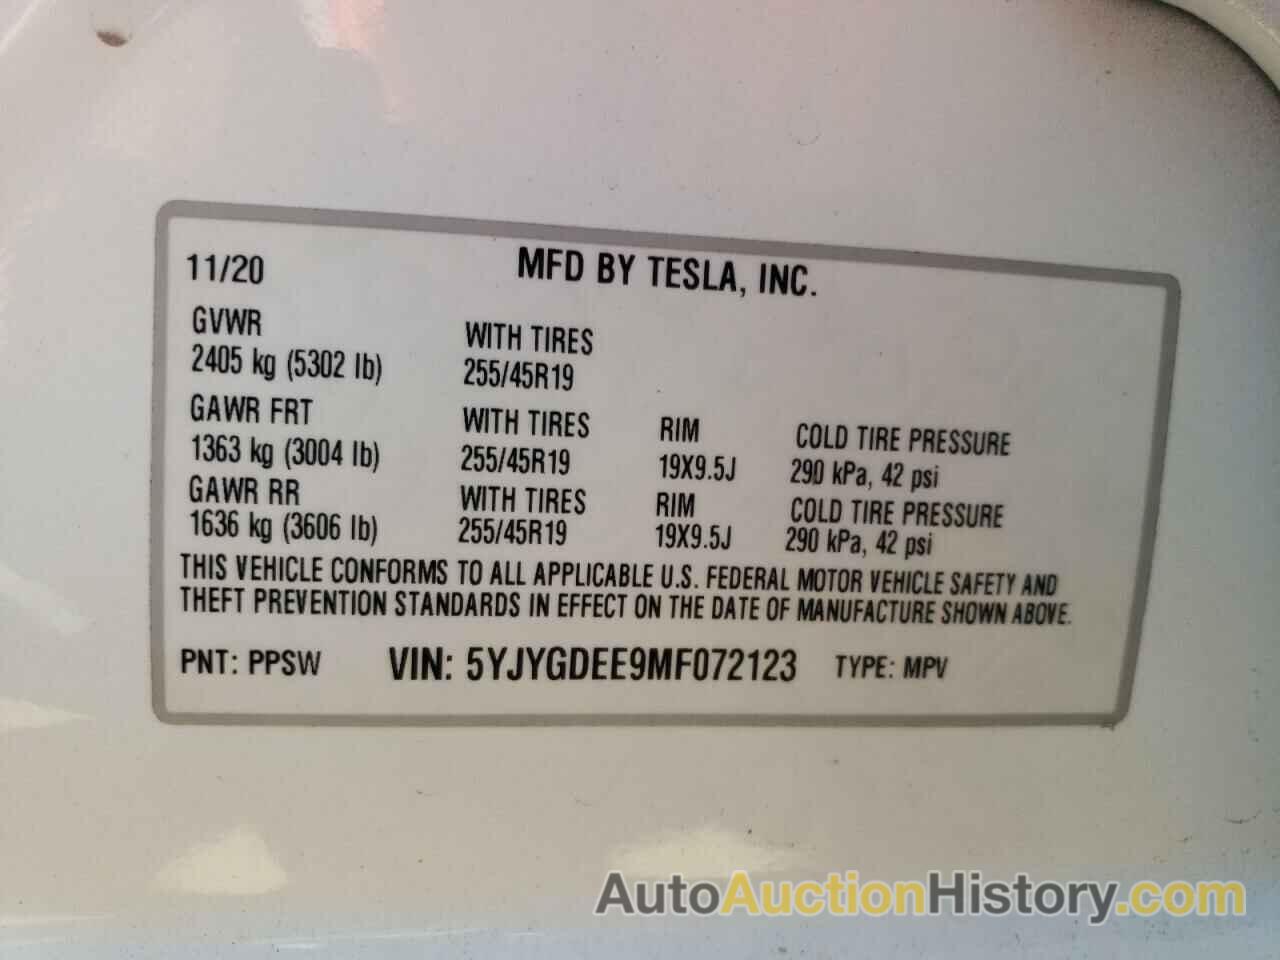 11/20 MFD BY TESLA, INC.
GVWR WITH TIRES
2405 kg (5302 lb) 255/45R19
GAWR FRT WITH TIRES RIM COLD TIRE PRESSURE
1363 kg (3004 lb) 255/45R19 19X9.5J 290 kPa, 42 psi
GAWR RR WITH TIRES RIM COLD TIRE PRESSURE
1636 kg (3606 lb) 255/45R19 19X9.5J 290 kPa, 42 psi
THIS VEHICLE CONFORMS TO ALL APPLICABLE U.S. FEDERAL MOTOR VEHICLE SAFETY AND
THEFT PREVENTION STANDARDS IN EFFECT ON THE DATE OF MANUFACTURE SHOWN ABOVE.
PNT: PPSW VIN: 5YJYGDEE9MF072123 TYPE: MPV
AutoAuctionHistory.com